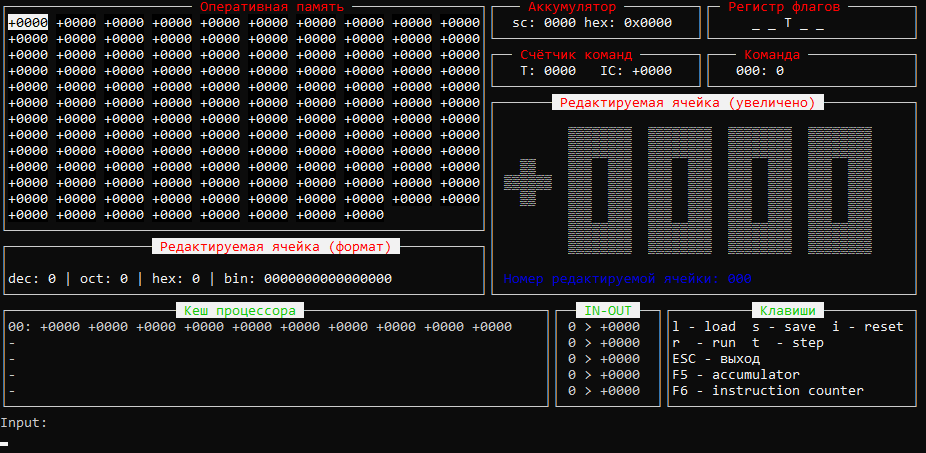 Оперативная память
+0000 +0000 +0000 +0000 +0000 +0000 +0000 +0000 +0000 +0000
+0000 +0000 +0000 +0000 +0000 +0000 +0000 +0000 +0000 +0000
+0000 +0000 +0000 +0000 +0000 +0000 +0000 +0000 +0000 +0000
+0000 +0000 +0000 +0000 +0000 +0000 +0000 +0000 +0000 +0000
+0000 +0000 +0000 +0000 +0000 +0000 +0000 +0000 +0000 +0000
+0000 +0000 +0000 +0000 +0000 +0000 +0000 +0000 +0000 +0000
+0000 +0000 +0000 +0000 +0000 +0000 +0000 +0000 +0000 +0000
+0000 +0000 +0000 +0000 +0000 +0000 +0000 +0000 +0000 +0000
+0000 +0000 +0000 +0000 +0000 +0000 +0000 +0000 +0000 +0000
+0000 +0000 +0000 +0000 +0000 +0000 +0000 +0000 +0000 +0000
+0000 +0000 +0000 +0000 +0000 +0000 +0000 +0000 +0000 +0000
+0000 +0000 +0000 +0000 +0000 +0000 +0000 +0000 +0000 +0000
+0000 +0000 +0000 +0000 +0000 +0000 +0000 +0000
Аккумулятор
sc: 0000 hex: 0x0000
Регистр флагов
_ _ T _ _
Счётчик команд
T: 0000 IC: +0000
Команда
000: 0
Редактируемая ячейка (увеличено)
+0000
Номер редактируемой ячейки: 000
Редактируемая ячейка (формат)
dec: 0 | oct: 0 | hex: 0 | bin: 0000000000000000
Кеш процессора
00: +0000 +0000 +0000 +0000 +0000 +0000 +0000 +0000 +0000 +0000
-
-
-
-
IN-OUT
0 > +0000
0 > +0000
0 > +0000
0 > +0000
0 > +0000
Клавиши
l - load s - save i - reset
r - run t - step
ESC - выход
F5 - accumulator
F6 - instruction counter
Input: